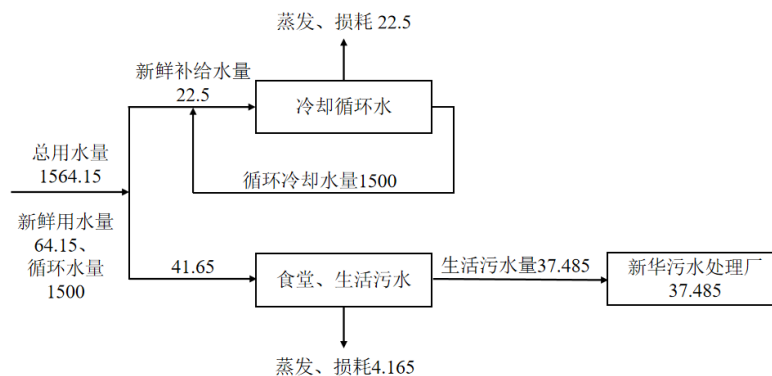 蒸发、损耗 22.5
新鲜补给水量
22.5
冷却循环水
总用水量
1564.15
循环冷却水量1500
新鲜用水量
64.15、
循环水量
1500
41.65
食堂、生活污水
生活污水量37.485
新华污水处理厂
37.485
蒸发、损耗4.165